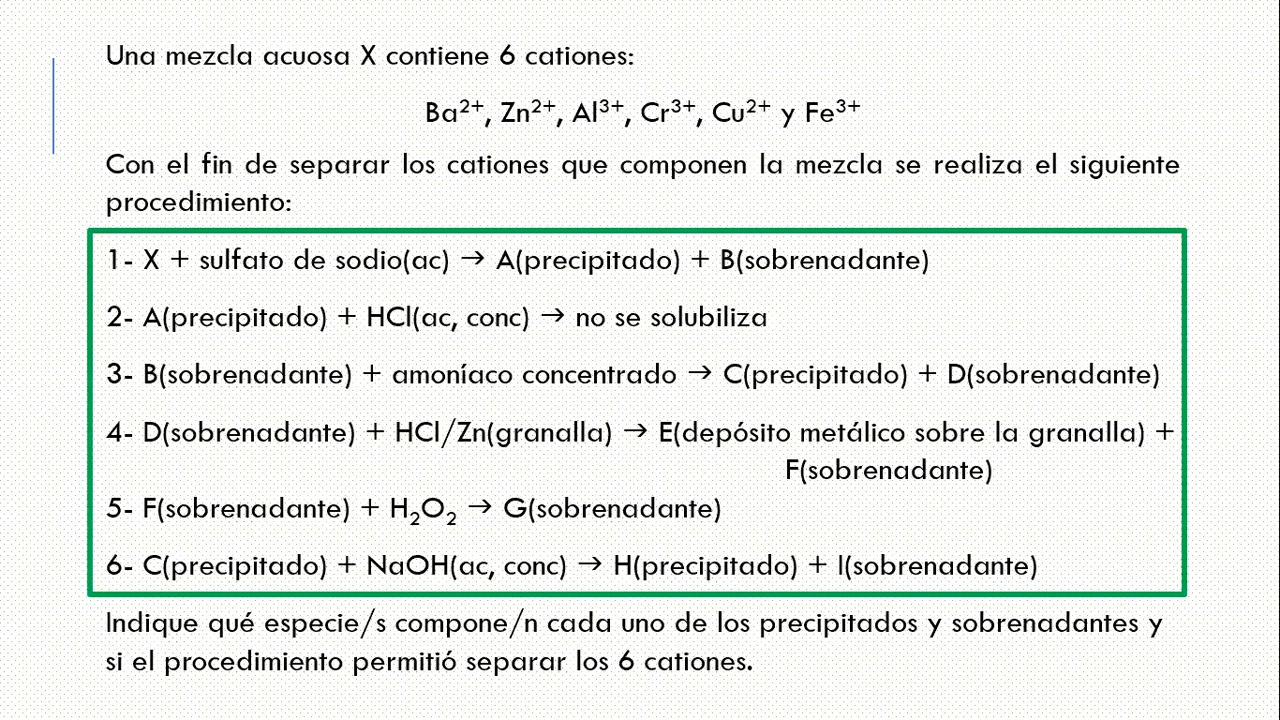 Una mezcla acuosa X contiene 6 cationes:
Ba²⁺, Zn²⁺, Al³⁺, Cr³⁺, Cu²⁺ y Fe³⁺
Con el fin de separar los cationes que componen la mezcla se realiza el siguiente
procedimiento:
1- X + sulfato de sodio(ac) → A(precipitado) + B(sobrenadante)
2- A(precipitado) + HCl(ac, conc) → no se solubiliza
3- B(sobrenadante) + amoníaco concentrado → C(precipitado) + D(sobrenadante)
4- D(sobrenadante) + HCl/Zn(granalla) → E(depósito metálico sobre la granalla) +
F(sobrenadante)
5- F(sobrenadante) + H₂O₂ → G(sobrenadante)
6- C(precipitado) + NaOH(ac, conc) → H(precipitado) + I(sobrenadante)
Indique qué especie/s compone/n cada uno de los precipitados y sobrenadantes y
si el procedimiento permitió separar los 6 cationes.